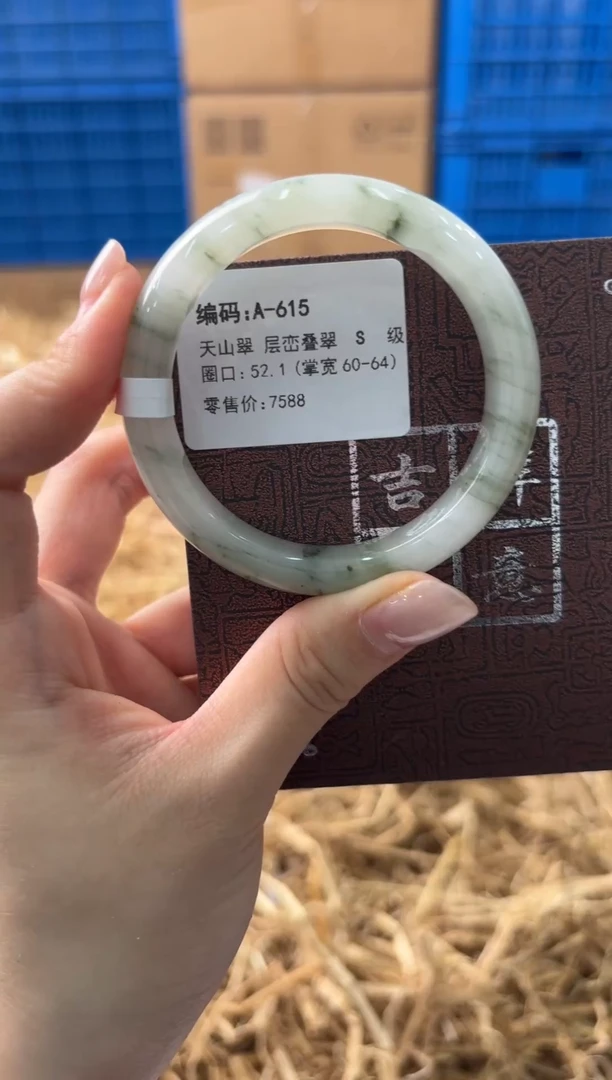 编码:A-615
天山翠 层峦叠翠 S 级
圈口:52.1(掌宽60-64)
零售价:7588
吉
意